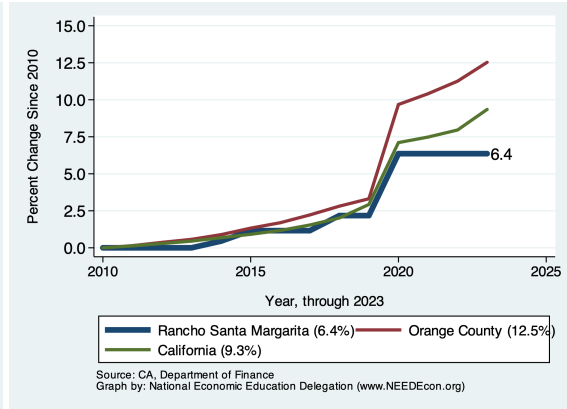 Percent Change Since 2010
15.0
12.5
10.0
7.5
5.0
2.5
0.0
6.4
2010 2015 2020 2025
Year, through 2023
Rancho Santa Margarita (6.4%) Orange County (12.5%)
California (9.3%)
Source: CA, Department of Finance
Graph by: National Economic Education Delegation (www.NEEDEcon.org)